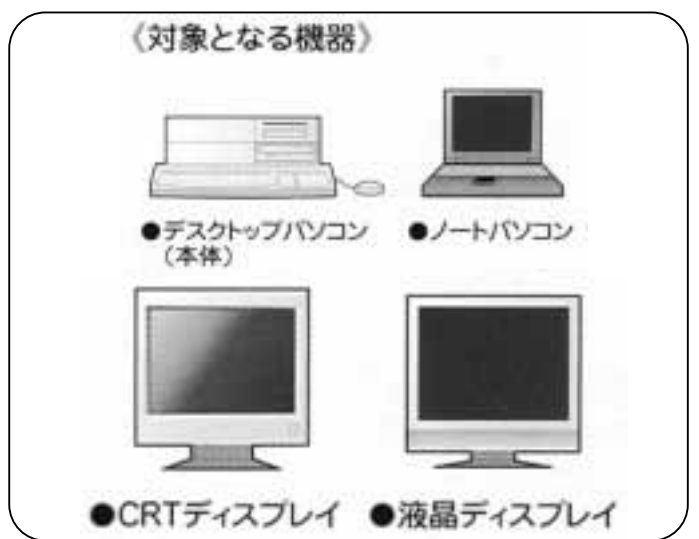 《対象となる機器》
●デスクトップパソコン
（本体）
●ノートパソコン
●CRTディスプレイ
●液晶ディスプレイ